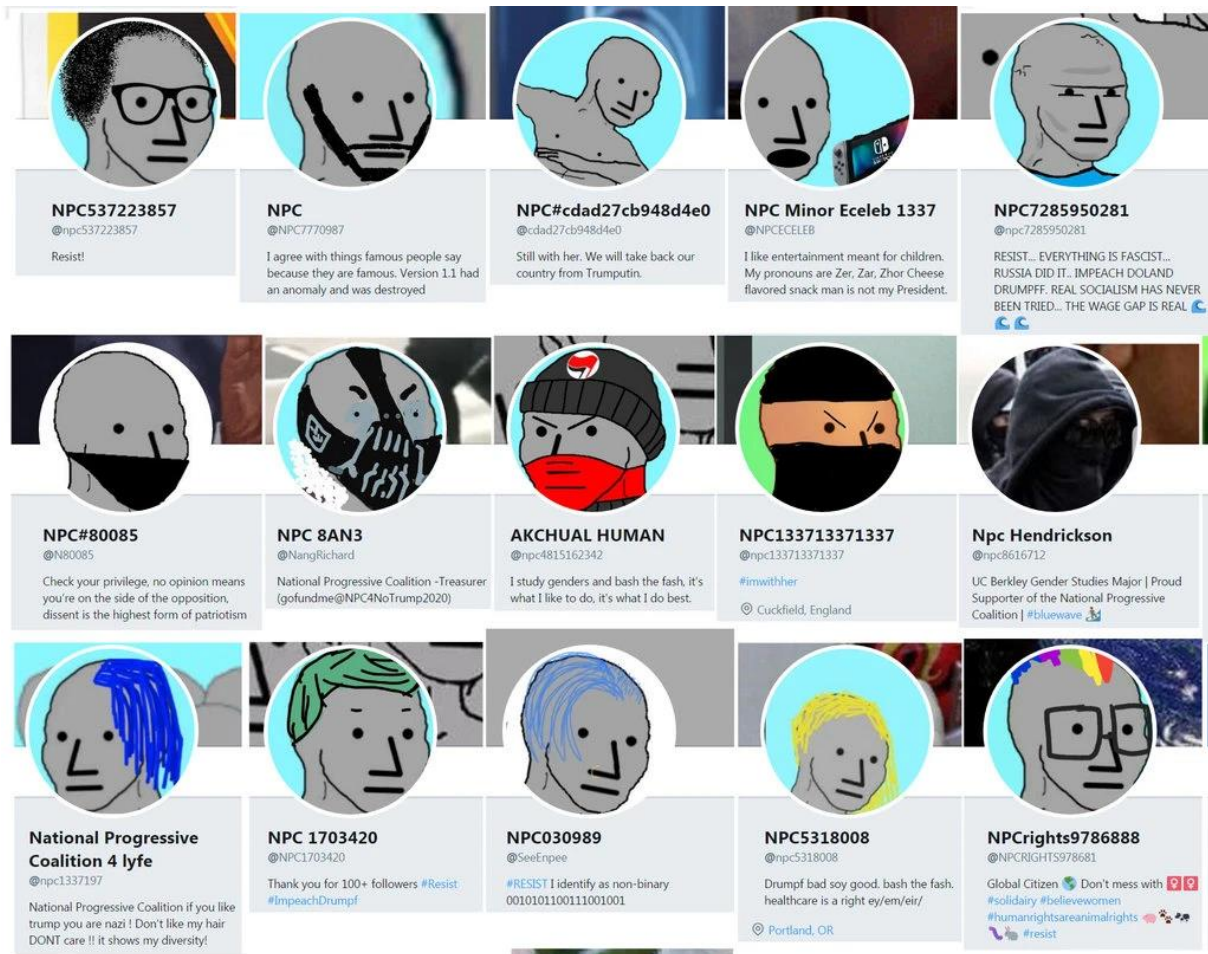 NPC537223857
@npc537223857
Resist!
NPC
@NPC7770987
I agree with things famous people say
because they are famous. Version 1.1 had
an anomaly and was destroyed
NPC#cdad27cb948d4e0
@cdad27cb948d4e0
Still with her. We will take back our
country from Trumputin.
NPC Minor Eceleb 1337
@NPCECELEB
I like entertainment meant for children.
My pronouns are Zer, Zar, Zhor Cheese
flavored snack man is not my President.
NPC7285950281
@npc7285950281
RESIST... EVERYTHING IS FASCIST...
RUSSIA DID IT.. IMPEACH DOLAND
DRUMPFF. REAL SOCIALISM HAS NEVER
BEEN TRIED... THE WAGE GAP IS REAL 🌊
🌊 🌊
NPC#80085
@N80085
Check your privilege, no opinion means
you're on the side of the opposition,
dissent is the highest form of patriotism
NPC 8AN3
@NangRichard
National Progressive Coalition -Treasurer
(gofundme@NPC4NoTrump2020)
AKCHUAL HUMAN
@npc4815162342
I study genders and bash the fash, it's
what I like to do, it's what I do best.
NPC133713371337
@npc133713371337
#imwithher
Cuckfield, England
Npc Hendrickson
@npc8616712
UC Berkley Gender Studies Major | Proud
Supporter of the National Progressive
Coalition | #bluewave 🏄
National Progressive
Coalition 4 lyfe
@npc1337197
National Progressive Coalition if you like
trump you are nazi ! Don't like my hair
DONT care !! it shows my diversity!
NPC 1703420
@NPC1703420
Thank you for 100+ followers #Resist
#ImpeachDrumpf
NPC030989
@SeeEnpee
#RESIST I identify as non-binary
0010101100111001001
NPC5318008
@npc5318008
Drumpf bad soy good. bash the fash.
healthcare is a right ey/em/eir/
Portland, OR
NPCrights9786888
@NPCRIGHTS978681
Global Citizen 🌎 Don't mess with 🚺🚺
#solidairy #believewomen
#humanrightsareanimalrights 🐖🐾🐄
🐛🐇 #resist